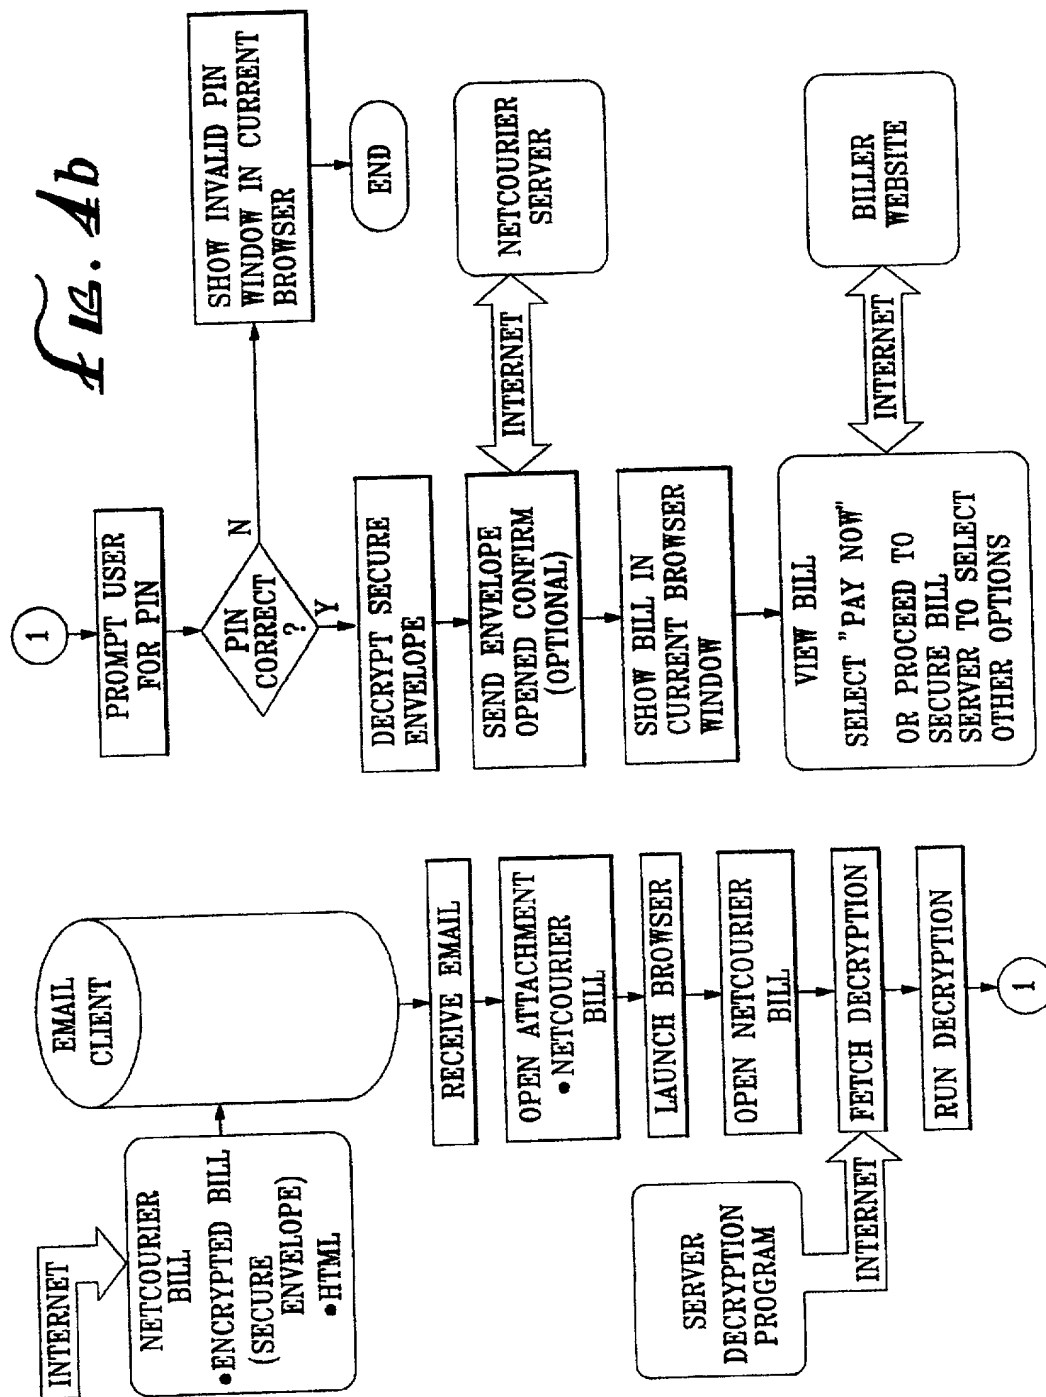 FIG. 4b
INTERNET
NETCOURIER
BILL
•ENCRYPTED BILL
(SECURE
ENVELOPE)
•HTML
EMAIL
CLIENT
RECEIVE EMAIL
OPEN ATTACHMENT
•NETCOURIER
BILL
LAUNCH BROWSER
OPEN NETCOURIER
BILL
SERVER
DECRYPTION
PROGRAM
INTERNET
FETCH DECRYPTION
RUN DECRYPTION
1
1
PROMPT USER
FOR PIN
PIN
CORRECT
?
N
Y
SHOW INVALID PIN
WINDOW IN CURRENT
BROWSER
END
DECRYPT SECURE
ENVELOPE
SEND ENVELOPE
OPENED CONFIRM
(OPTIONAL)
INTERNET
NETCOURIER
SERVER
SHOW BILL IN
CURRENT BROWSER
WINDOW
VIEW BILL
SELECT "PAY NOW"
OR PROCEED TO
SECURE BILL
SERVER TO SELECT
OTHER OPTIONS
INTERNET
BILLER
WEBSITE